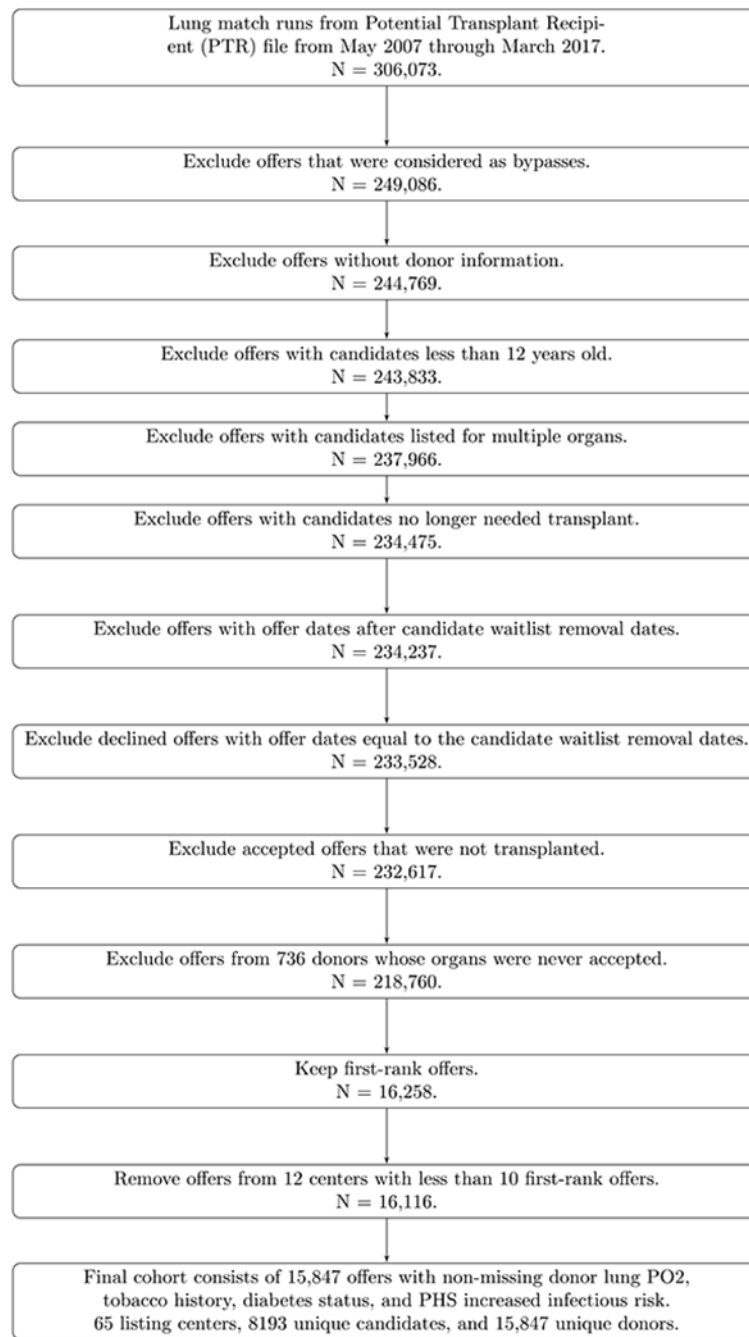 Lung match runs from Potential Transplant Recipi-
ent (PTR) file from May 2007 through March 2017.
N = 306,073.
Exclude offers that were considered as bypasses.
N = 249,086.
Exclude offers without donor information.
N = 244,769.
Exclude offers with candidates less than 12 years old.
N = 243,833.
Exclude offers with candidates listed for multiple organs.
N = 237,966.
Exclude offers with candidates no longer needed transplant.
N = 234,475.
Exclude offers with offer dates after candidate waitlist removal dates.
N = 234,237.
Exclude declined offers with offer dates equal to the candidate waitlist removal dates.
N = 233,528.
Exclude accepted offers that were not transplanted.
N = 232,617.
Exclude offers from 736 donors whose organs were never accepted.
N = 218,760.
Keep first-rank offers.
N = 16,258.
Remove offers from 12 centers with less than 10 first-rank offers.
N = 16,116.
Final cohort consists of 15,847 offers with non-missing donor lung PO2,
tobacco history, diabetes status, and PHS increased infectious risk.
65 listing centers, 8193 unique candidates, and 15,847 unique donors.